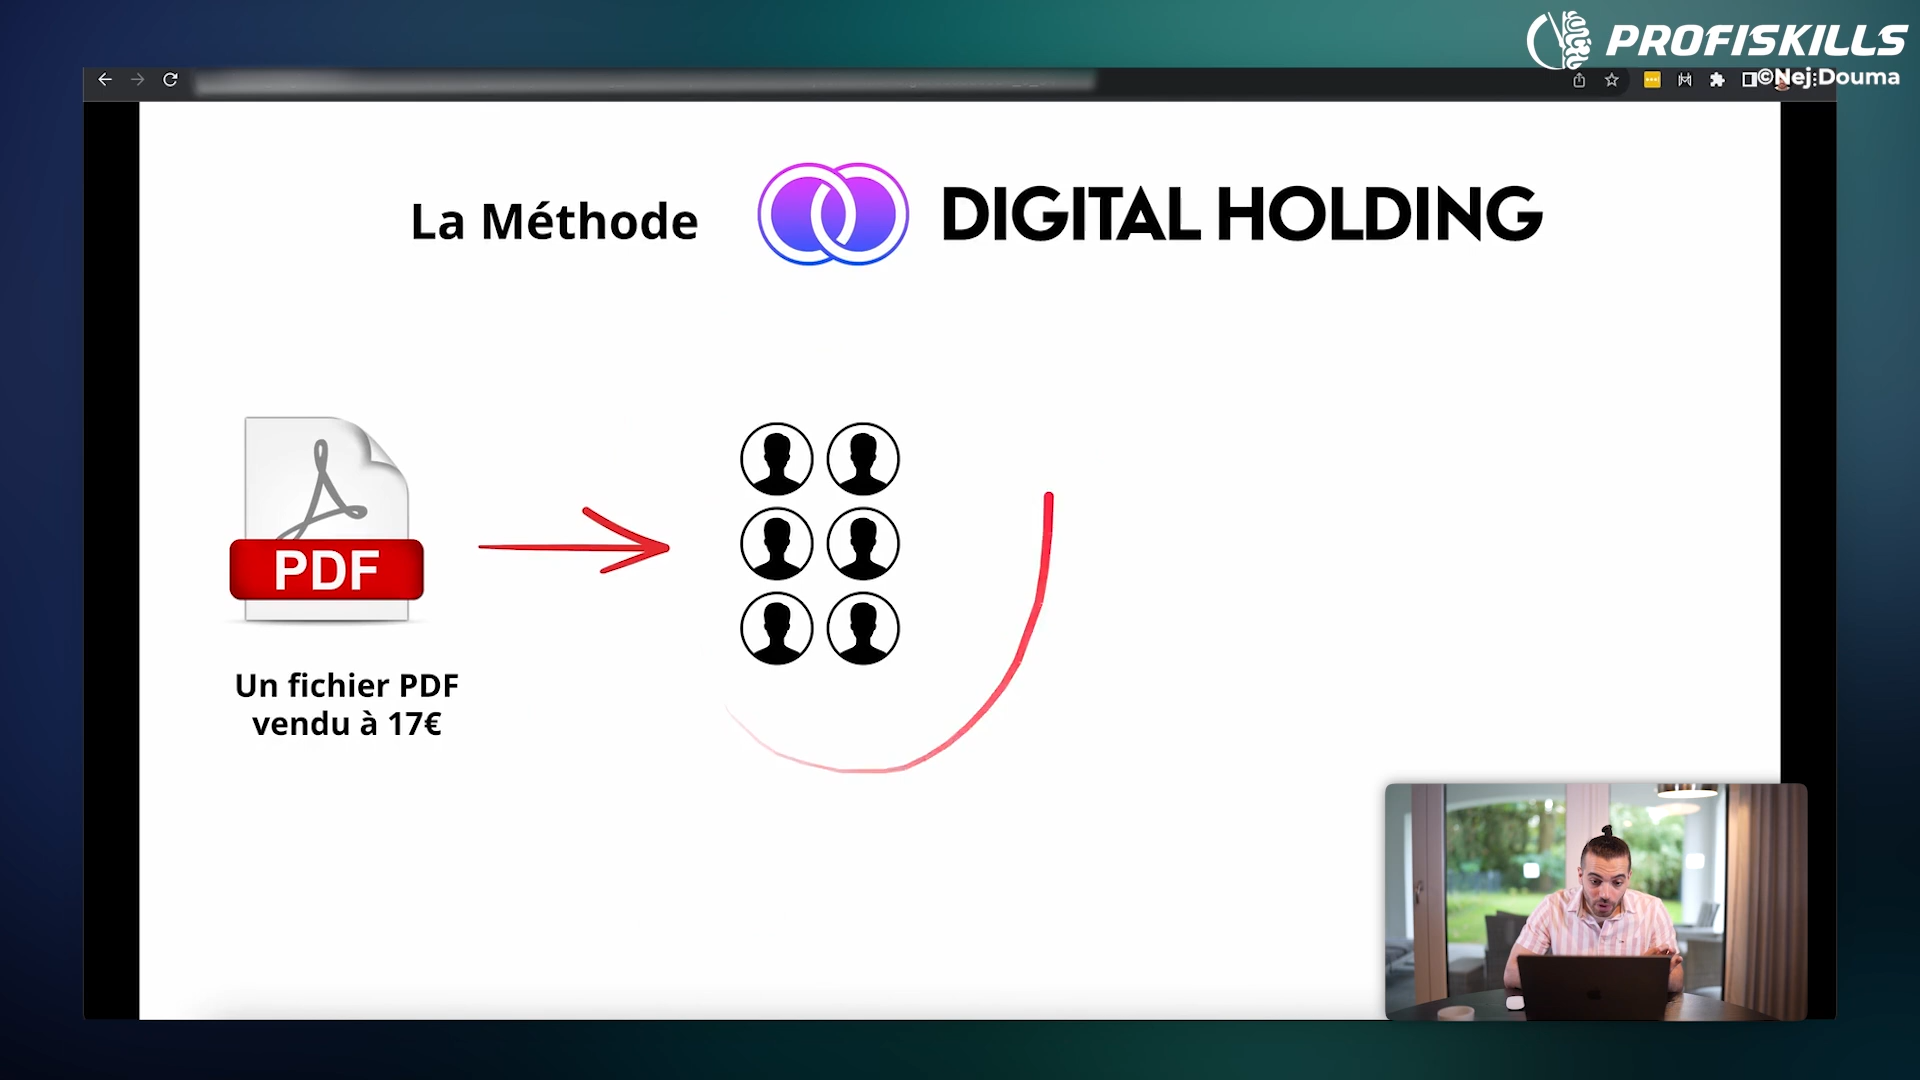 PROFISKILLS
©Nej Douma
La Méthode DIGITAL HOLDING
PDF
Un fichier PDF
vendu à 17€